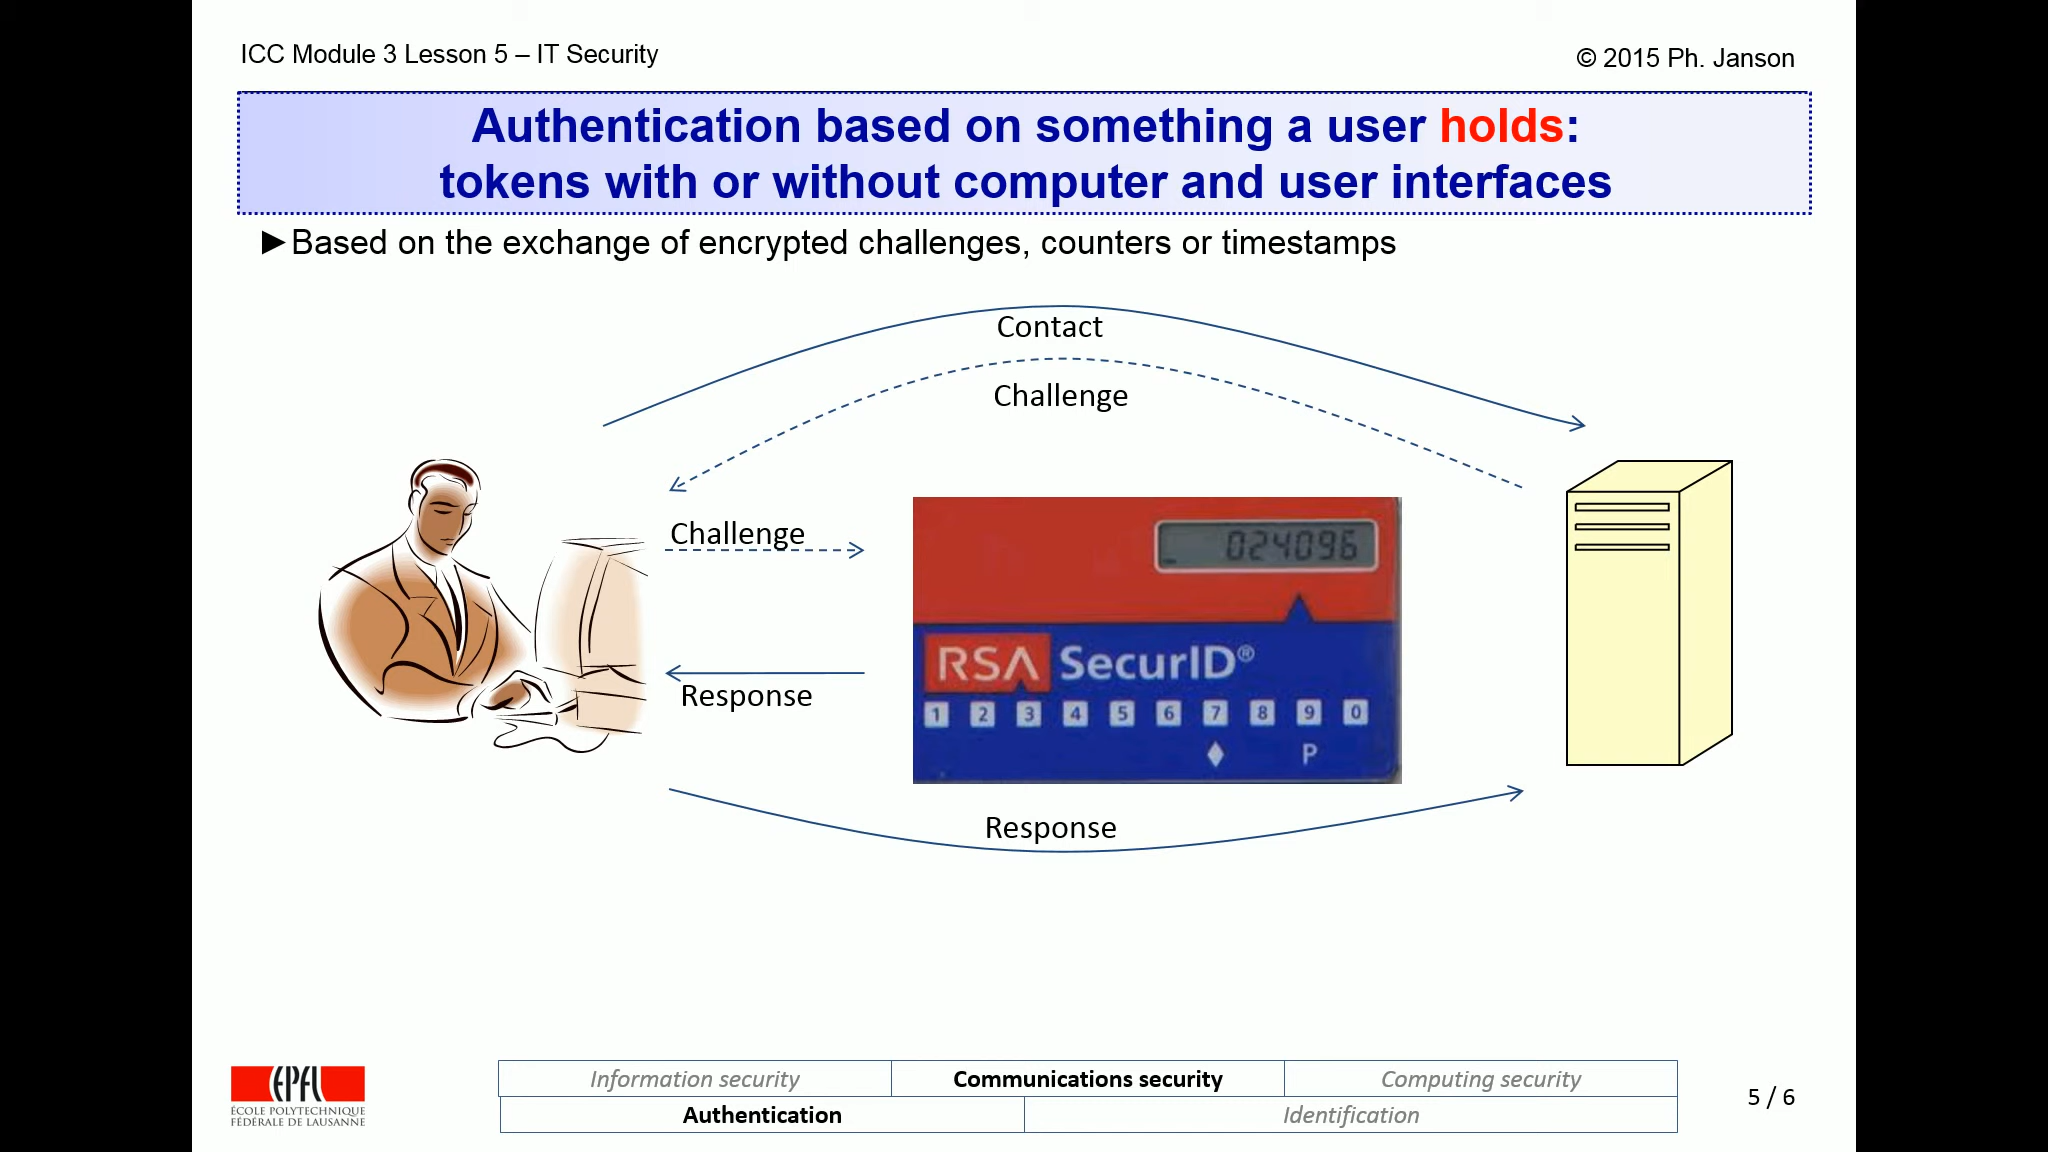 ICC Module 3 Lesson 5 – IT Security
© 2015 Ph. Janson
Authentication based on something a user holds:
tokens with or without computer and user interfaces
►Based on the exchange of encrypted challenges, counters or timestamps
Contact
Challenge
Challenge
024096
RSA SecurID®
Response
1 2 3 4 5 6 7 8 9 0
♦ P
Response
EPFL
ÉCOLE POLYTECHNIQUE
FÉDÉRALE DE LAUSANNE
Information security Communications security Computing security
Authentication Identification
5 / 6